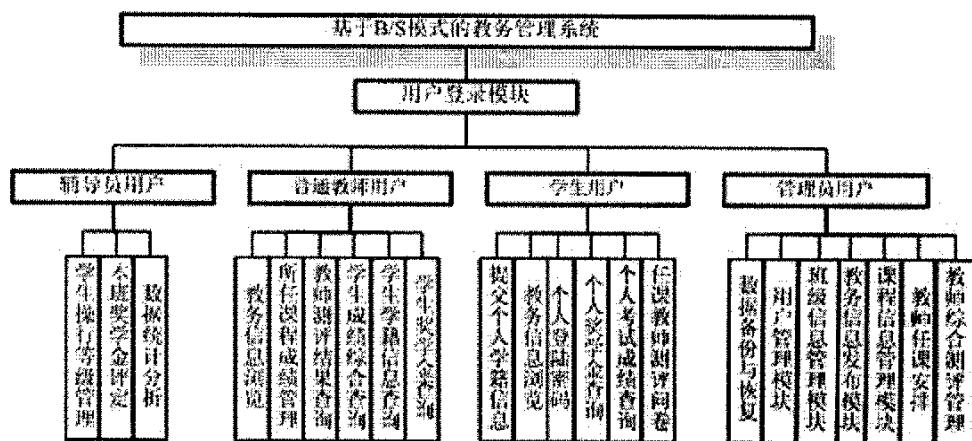 基于B/S模式的教务管理系统
用户登录模块
辅导员用户
普通教师用户
学生用户
管理员用户
学生操行等级管理
本班奖学金评定
数据统计分析
教务信息浏览
所任课程成绩管理
教师测评结果查询
学生成绩综合查询
学生学籍信息查询
学生奖学金查询
提交个人学籍信息
教务信息浏览
个人登陆密码
个人奖学金查询
个人考试成绩查询
任课教师测评问卷
数据备份与恢复
用户管理模块
班级信息管理模块
教务信息发布模块
课程信息管理模块
教师任课安排
教师综合测评管理